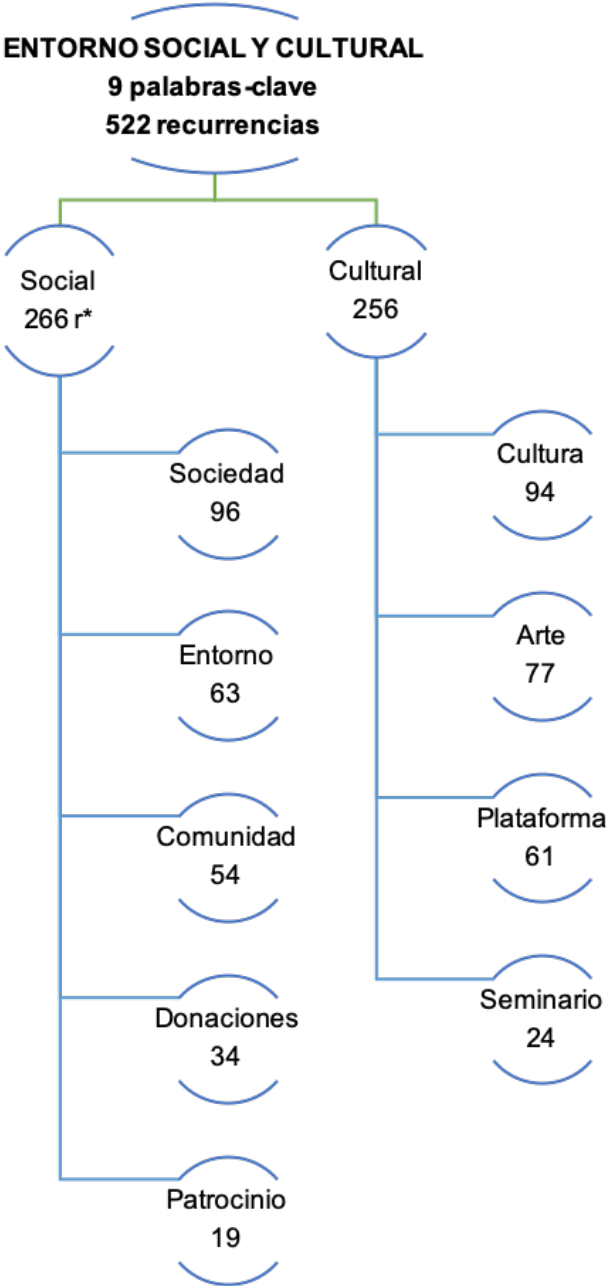 ENTORNO SOCIAL Y CULTURAL
9 palabras-clave
522 recurrencias
Social
266 r*
Sociedad
96
Entorno
63
Comunidad
54
Donaciones
34
Patrocinio
19
Cultural
256
Cultura
94
Arte
77
Plataforma
61
Seminario
24